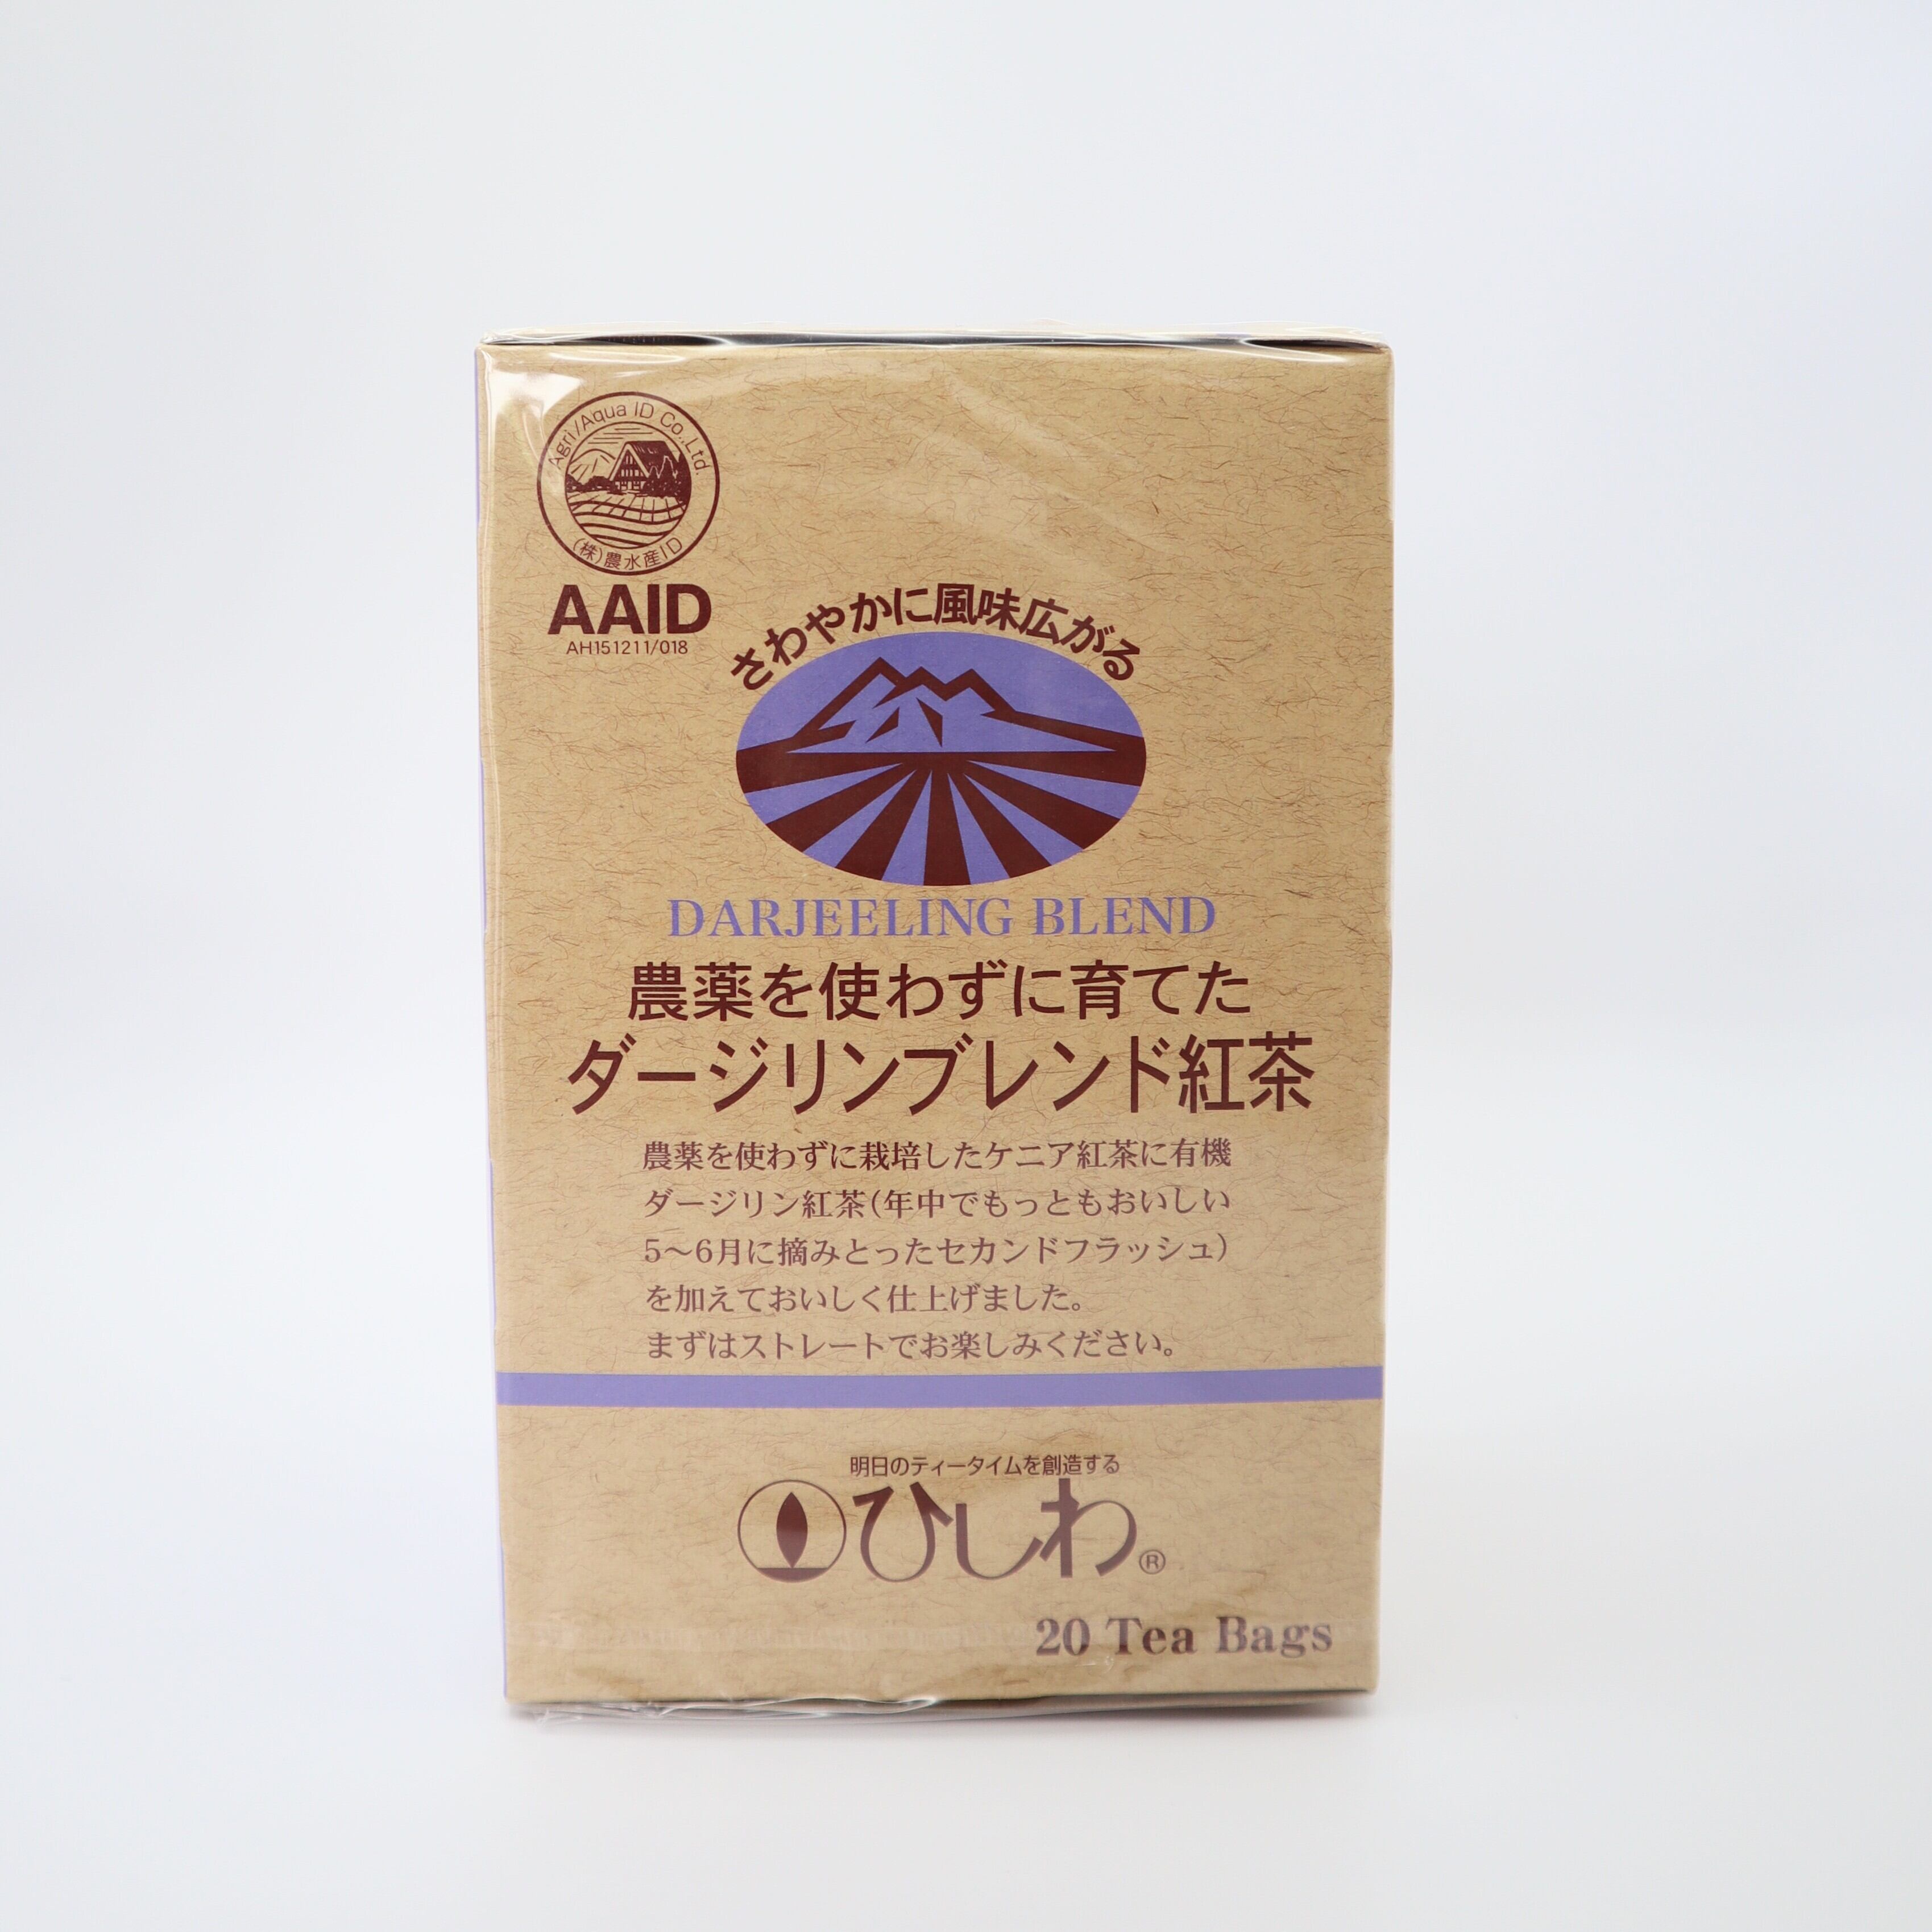 Agri/Aqua ID Co.,Ltd.
(株)農水産ID
AAID
AH151211/018
さわやかに風味広がる
DARJEELING BLEND
農薬を使わずに育てた
ダージリンブレンド紅茶
農薬を使わずに栽培したケニア紅茶に有機
ダージリン紅茶(年中でもっともおいしい
5〜6月に摘みとったセカンドフラッシュ)
を加えておいしく仕上げました。
まずはストレートでお楽しみください。
明日のティータイムを創造する
ひしわ®
20 Tea Bags